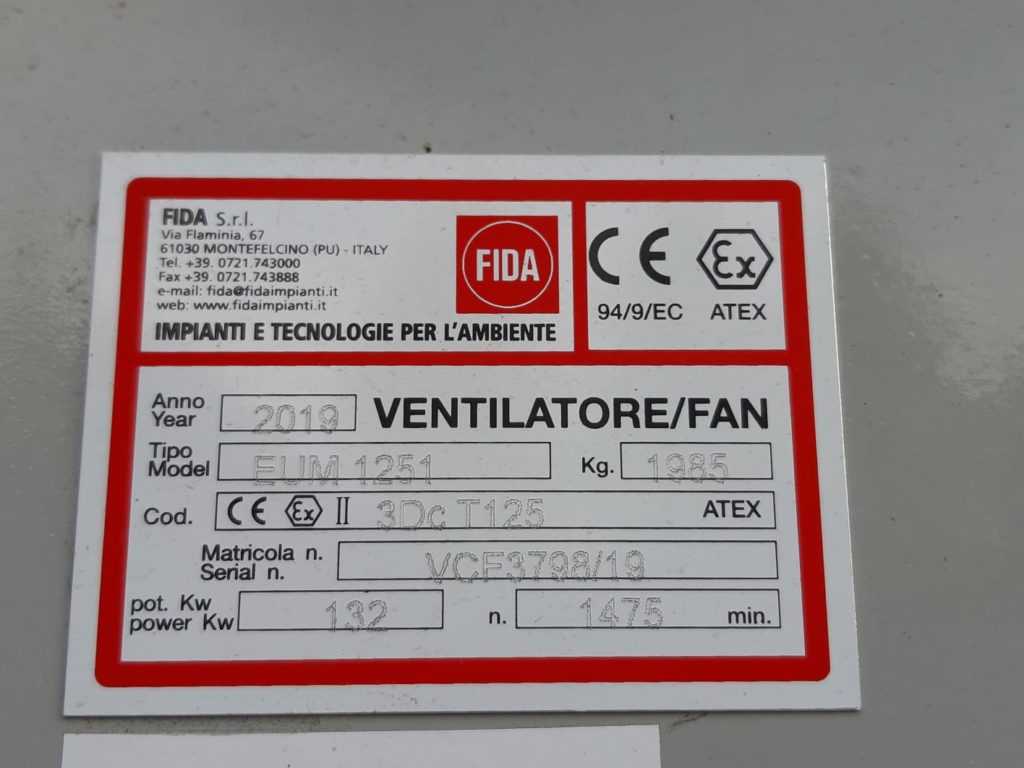 FIDA S.r.l.
Via Flaminia, 67
61030 MONTEFELCINO (PU) - ITALY
Tel. +39. 0721.743000
Fax +39. 0721.743888
e-mail: fida@fidaimpianti.it
web: www.fidaimpianti.it
IMPIANTI E TECNOLOGIE PER L'AMBIENTE
FIDA
CE Ex
94/9/EC ATEX
Anno
Year 2019 VENTILATORE/FAN
Tipo
Model EUM 1251 Kg. 1985
Cod. CE Ex II 3Dc T125 ATEX
Matricola n.
Serial n. VCF3798/19
pot. Kw
power Kw 132 n. 1475 min.